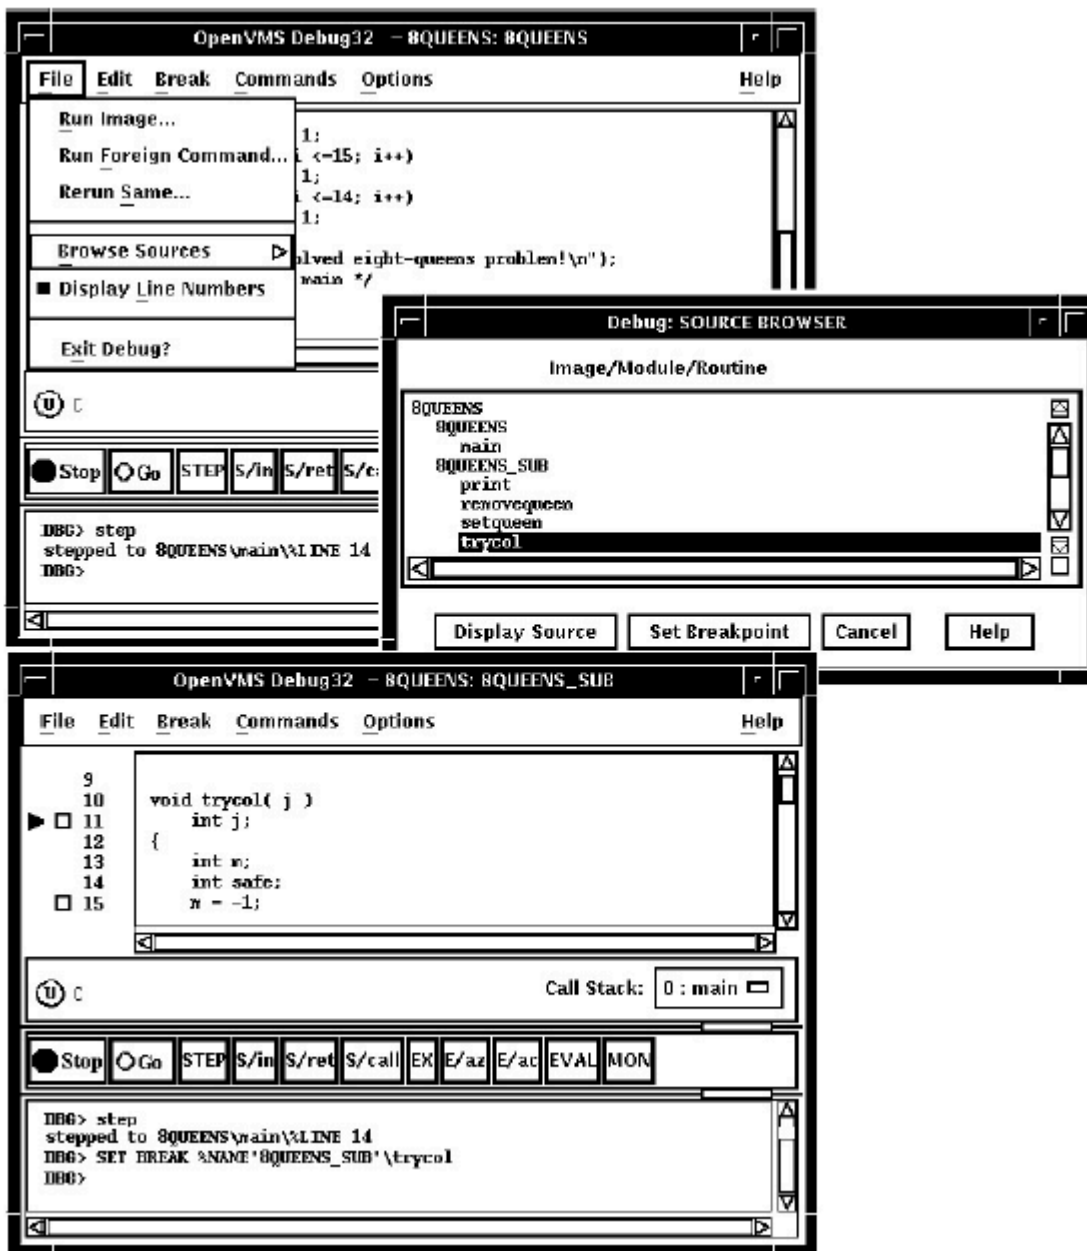 OpenVMS Debug32 - 8QUEENS: 8QUEENS
File Edit Break Commands Options Help
Run Image...
1;
Run Foreign Command... i <=15; i++)
1;
Rerun Same... i <=14; i++)
1;
Browse Sources olved eight-queens problem!\n");
main */
Display Line Numbers
Exit Debug?
Debug: SOURCE BROWSER
Image/Module/Routine
8QUEENS
8QUEENS
main
8QUEENS_SUB
print
removequeen
setqueen
trycol
Display Source Set Breakpoint Cancel Help
Stop Go STEP S/in S/ret S/c
DBG> step
stepped to 8QUEENS\main\%LINE 14
DBG>
OpenVMS Debug32 - 8QUEENS: 8QUEENS_SUB
File Edit Break Commands Options Help
9
10 void trycol( j )
11 int j;
12 {
13 int m;
14 int safe;
15 m = -1;
Call Stack: 0 : main
Stop Go STEP S/in S/ret S/call EX E/az E/ac EVAL MON
DBG> step
stepped to 8QUEENS\main\%LINE 14
DBG> SET BREAK %NAME'8QUEENS_SUB'\trycol
DBG>